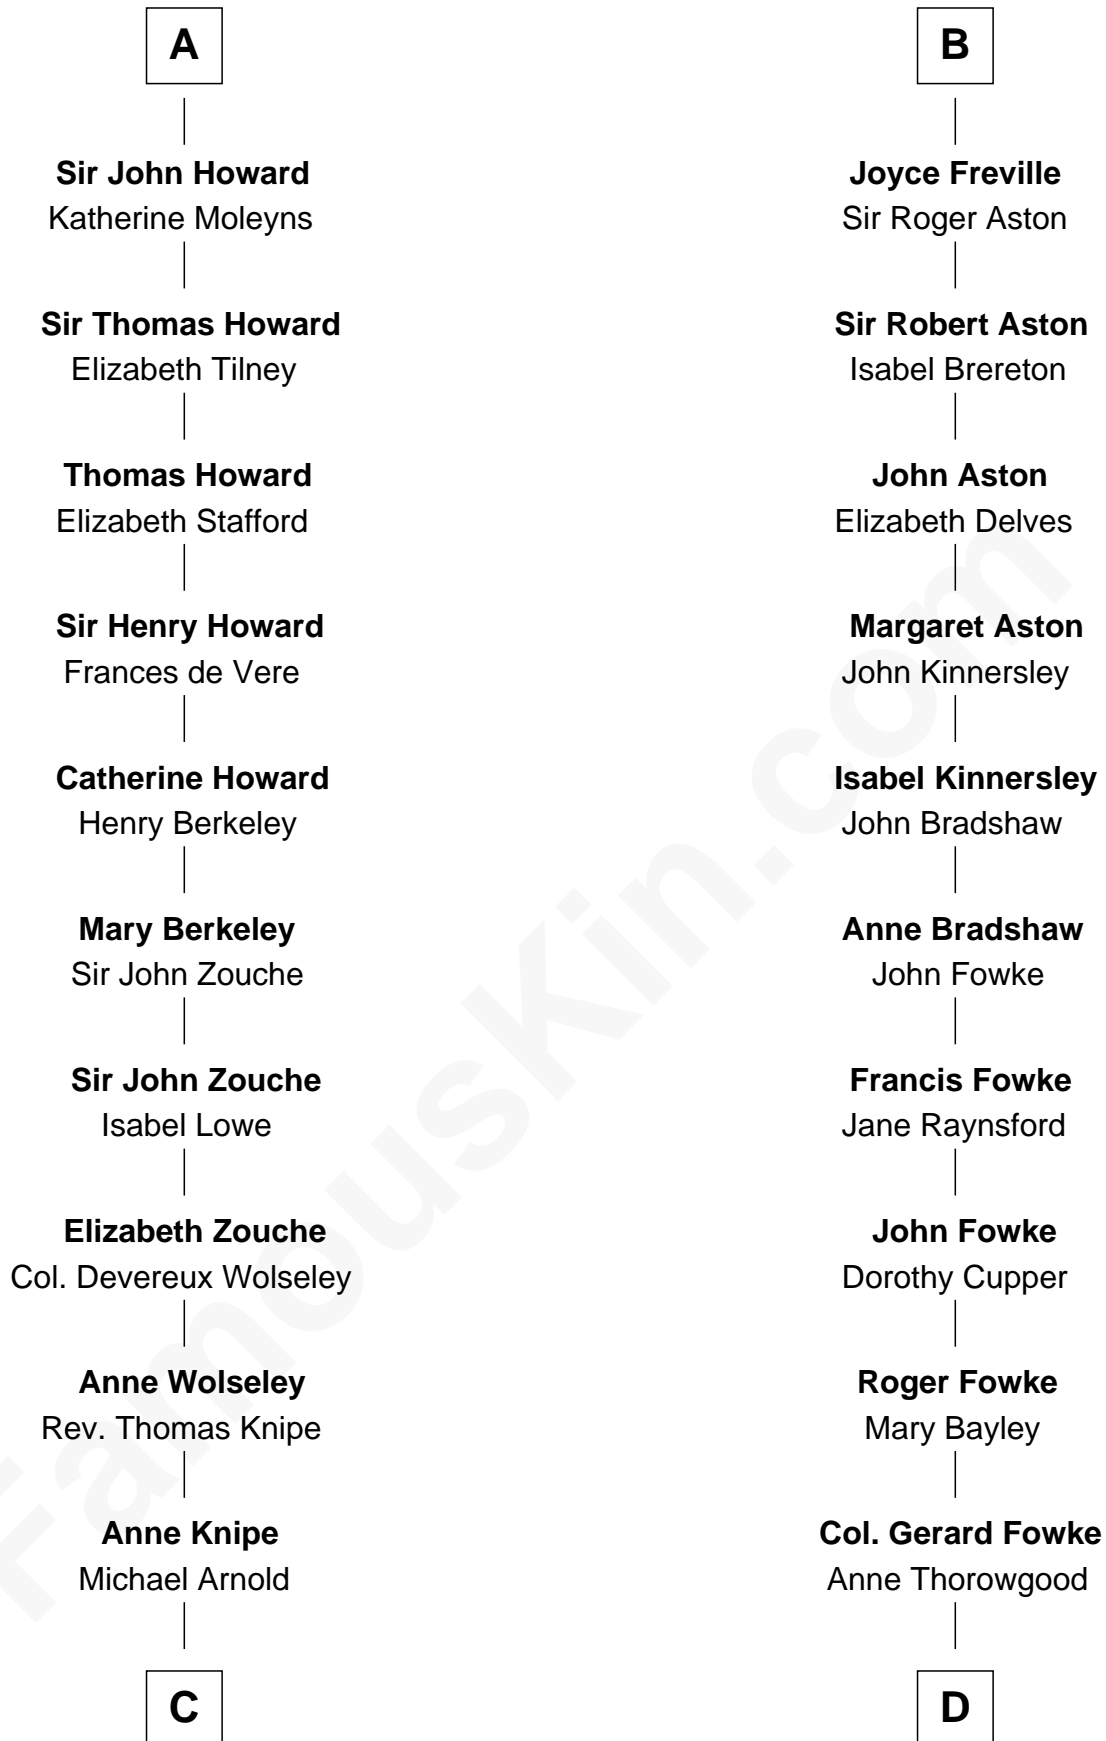 A
Sir John Howard
Katherine Moleyns
Sir Thomas Howard
Elizabeth Tilney
Thomas Howard
Elizabeth Stafford
Sir Henry Howard
Frances de Vere
Catherine Howard
Henry Berkeley
Mary Berkeley
Sir John Zouche
Sir John Zouche
Isabel Lowe
Elizabeth Zouche
Col. Devereux Wolseley
Anne Wolseley
Rev. Thomas Knipe
Anne Knipe
Michael Arnold
C
B
Joyce Freville
Sir Roger Aston
Sir Robert Aston
Isabel Brereton
John Aston
Elizabeth Delves
Margaret Aston
John Kinnersley
Isabel Kinnersley
John Bradshaw
Anne Bradshaw
John Fowke
Francis Fowke
Jane Raynsford
John Fowke
Dorothy Cupper
Roger Fowke
Mary Bayley
Col. Gerard Fowke
Anne Thorowgood
D
FamousKin.com